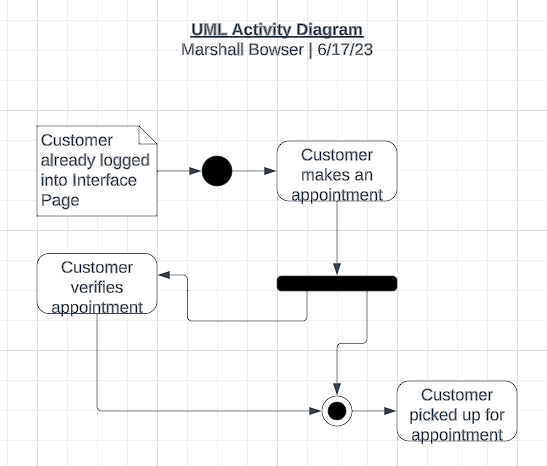 UML Activity Diagram
Marshall Bowser | 6/17/23
Customer
already logged
into Interface
Page
Customer
makes an
appointment
Customer
verifies
appointment
Customer
picked up for
appointment